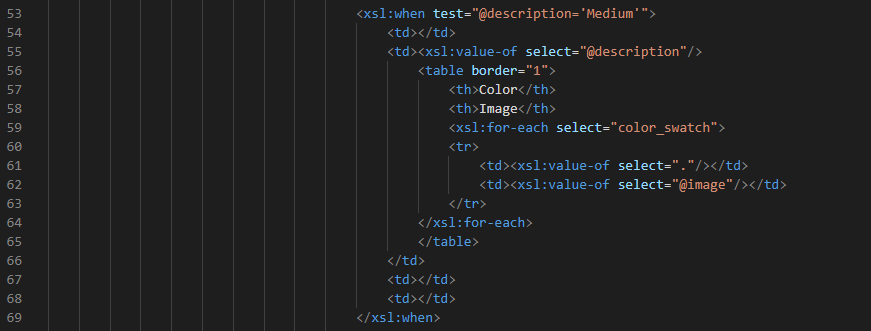 53 <xsl:when test="@description='Medium'">
54 <td></td>
55 <td><xsl:value-of select="@description"/>
56 <table border="1">
57 <th>Color</th>
58 <th>Image</th>
59 <xsl:for-each select="color_swatch">
60 <tr>
61 <td><xsl:value-of select="."/></td>
62 <td><xsl:value-of select="@image"/></td>
63 </tr>
64 </xsl:for-each>
65 </table>
66 </td>
67 <td></td>
68 <td></td>
69 </xsl:when>